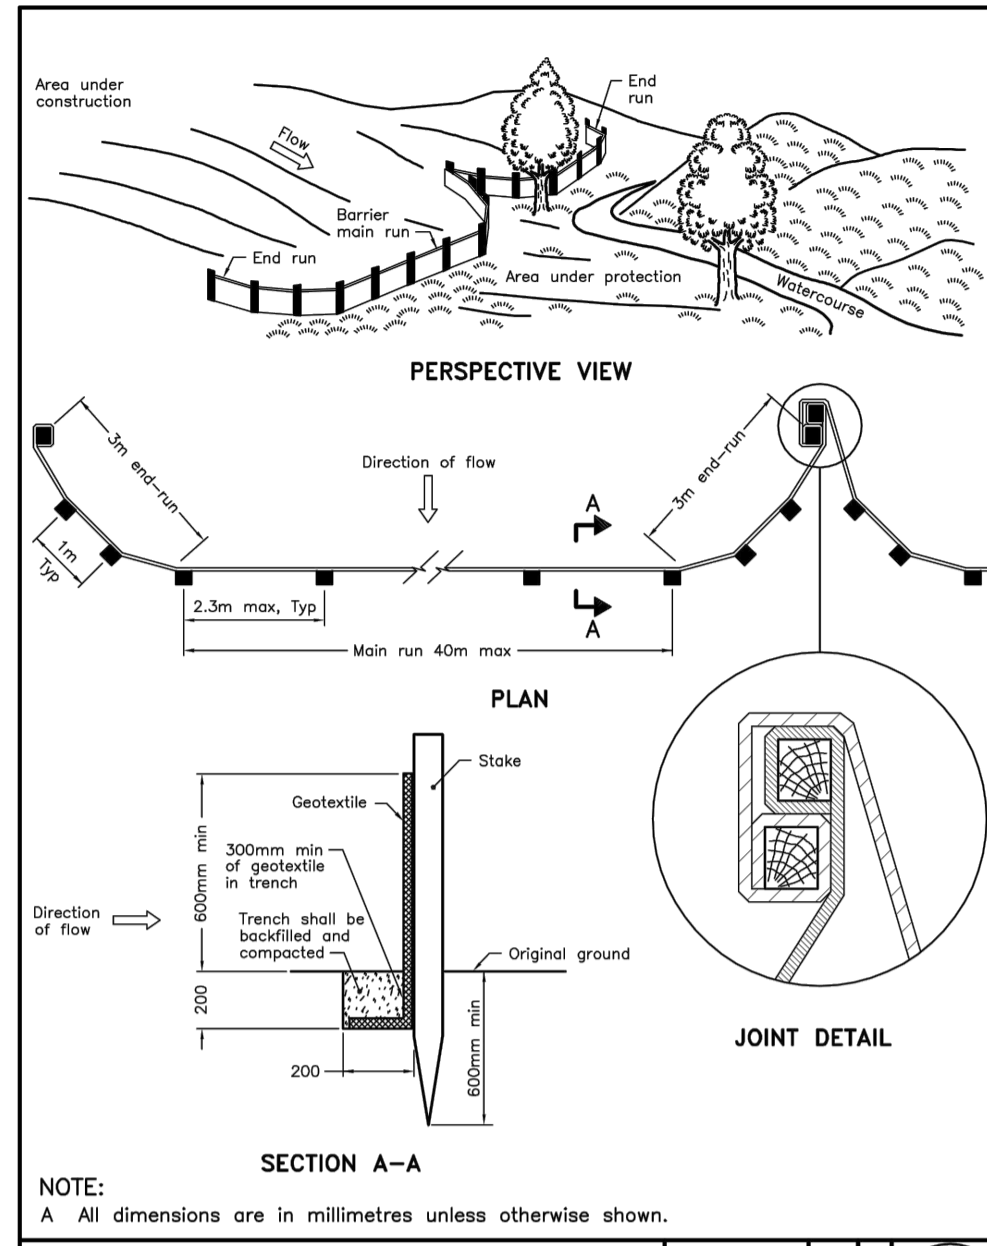 Area under
construction
End
run
Flow
Barrier
main run
End run
Area under protection
Watercourse
PERSPECTIVE VIEW
3m end-run
Direction of flow
3m end-run
A
1m
Typ
2.3m max, Typ
A
Main run 40m max
PLAN
Stake
Geotextile
600mm min
300mm min
of geotextile
in trench
Direction
of flow
Trench shall be
backfilled and
compacted
Original ground
200
600mm min
200
JOINT DETAIL
SECTION A-A
NOTE:
A All dimensions are in millimetres unless otherwise shown.